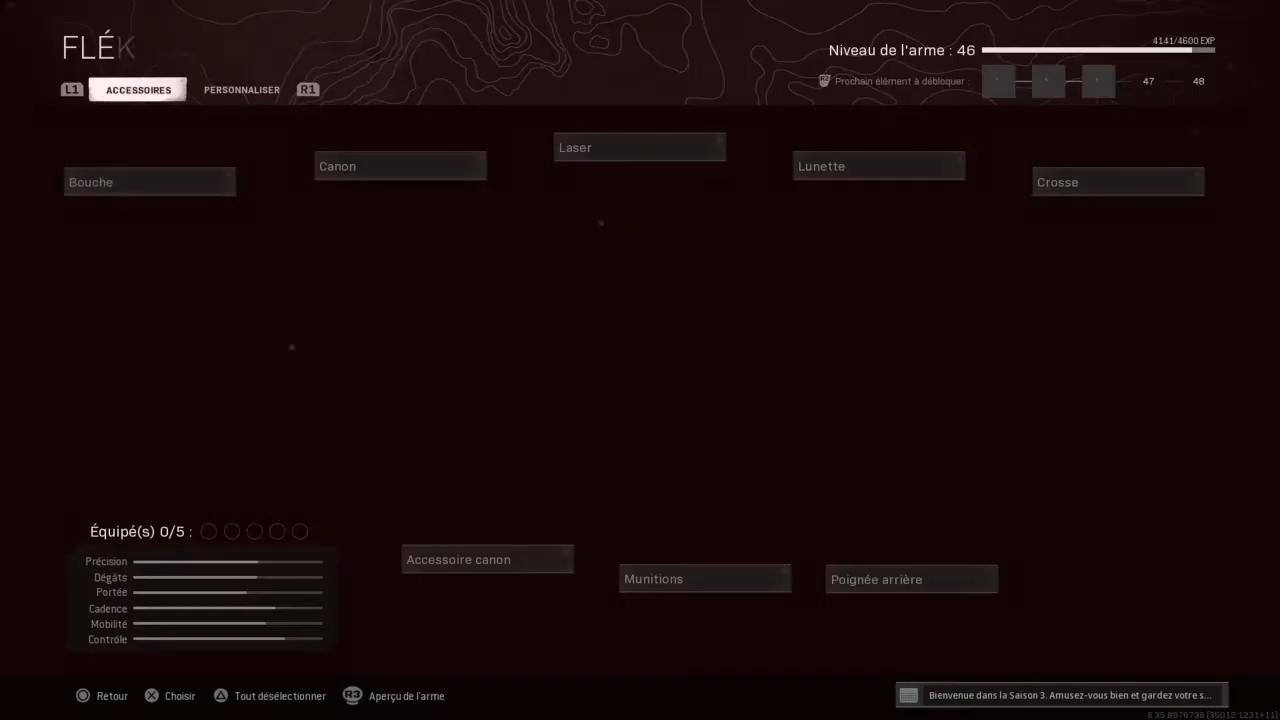 FLÉK
Niveau de l'arme : 46
4141/4600 EXP
L1 ACCESSOIRES PERSONNALISER R1
Prochain élément à débloquer : 47 48
Bouche
Canon
Laser
Lunette
Crosse
Équipé(s) 0/5 :
Précision
Dégâts
Portée
Cadence
Mobilité
Contrôle
Accessoire canon
Munitions
Poignée arrière
Retour Choisir Tout désélectionner R3 Aperçu de l'arme
Bienvenue dans la Saison 3. Amusez-vous bien et gardez votre s...